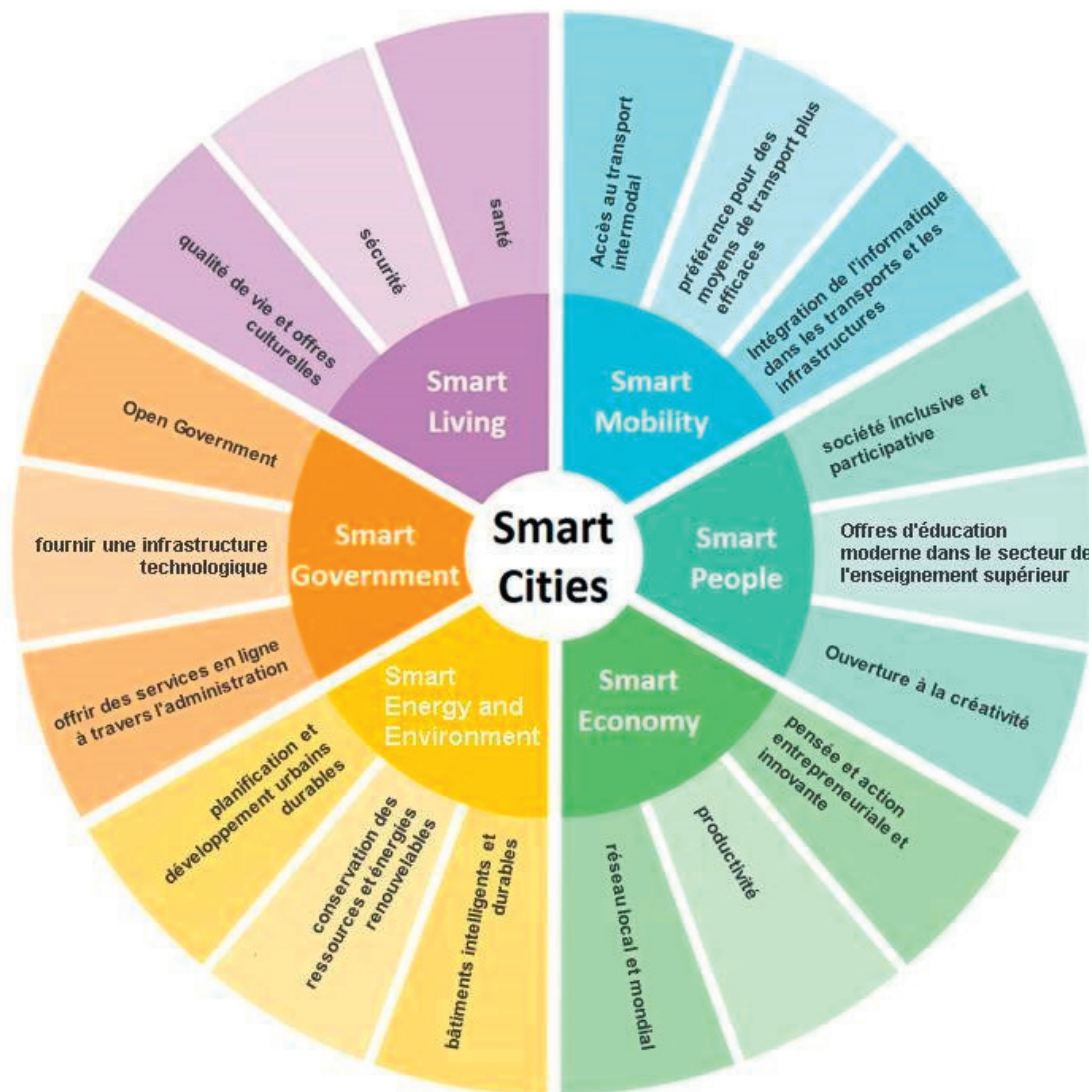 Smart
Cities
Smart
Mobility
Accès au transport
intermodal
préférence pour des
moyens de transport plus
efficaces
Intégration de l'informatique
dans les transports et les
infrastructures
Smart
People
société inclusive et
participative
Offres d'éducation
moderne dans le secteur de
l'enseignement supérieur
Ouverture à la créativité
Smart
Economy
pensée et action
entrepreneuriale et
innovante
productivité
réseau local et mondial
Smart
Energy and
Environment
bâtiments intelligents et
durables
conservation des
ressources et énergies
renouvelables
planification et
développement urbains
durables
Smart
Government
offrir des services en ligne
à travers l'administration
fournir une infrastructure
technologique
Open Government
Smart
Living
qualité de vie et offres
culturelles
sécurité
santé